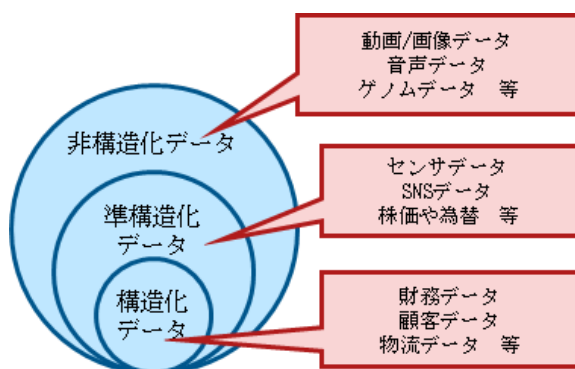 動画/画像データ
音声データ
ゲノムデータ 等
非構造化データ
センサデータ
SNSデータ
株価や為替 等
準構造化
データ
財務データ
顧客データ
物流データ 等
構造化
データ